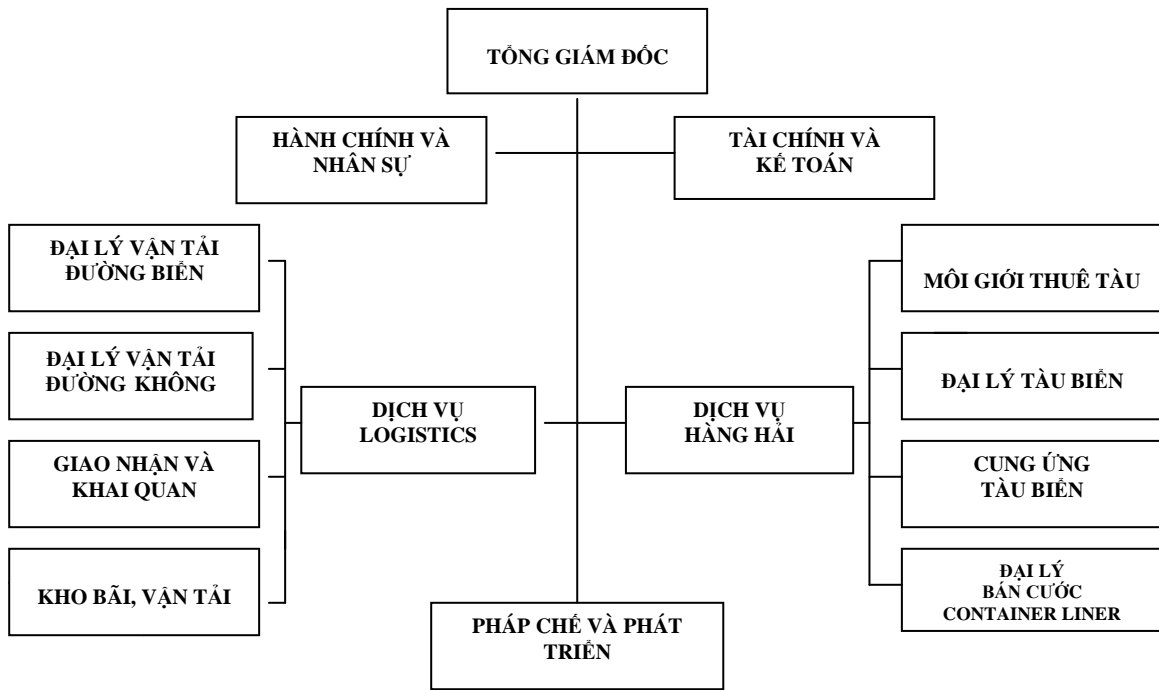 TỔNG GIÁM ĐỐC
HÀNH CHÍNH VÀ
NHÂN SỰ
TÀI CHÍNH VÀ
KẾ TOÁN
ĐẠI LÝ VẬN TẢI
ĐƯỜNG BIỂN
MÔI GIỚI THUÊ TÀU
ĐẠI LÝ VẬN TẢI
ĐƯỜNG KHÔNG
ĐẠI LÝ TÀU BIỂN
DỊCH VỤ
LOGISTICS
DỊCH VỤ
HÀNG HẢI
GIAO NHẬN VÀ
KHAI QUAN
CUNG ỨNG
TÀU BIỂN
KHO BÃI, VẬN TẢI
ĐẠI LÝ
BÁN CƯỚC
CONTAINER LINER
PHÁP CHẾ VÀ PHÁT
TRIỂN